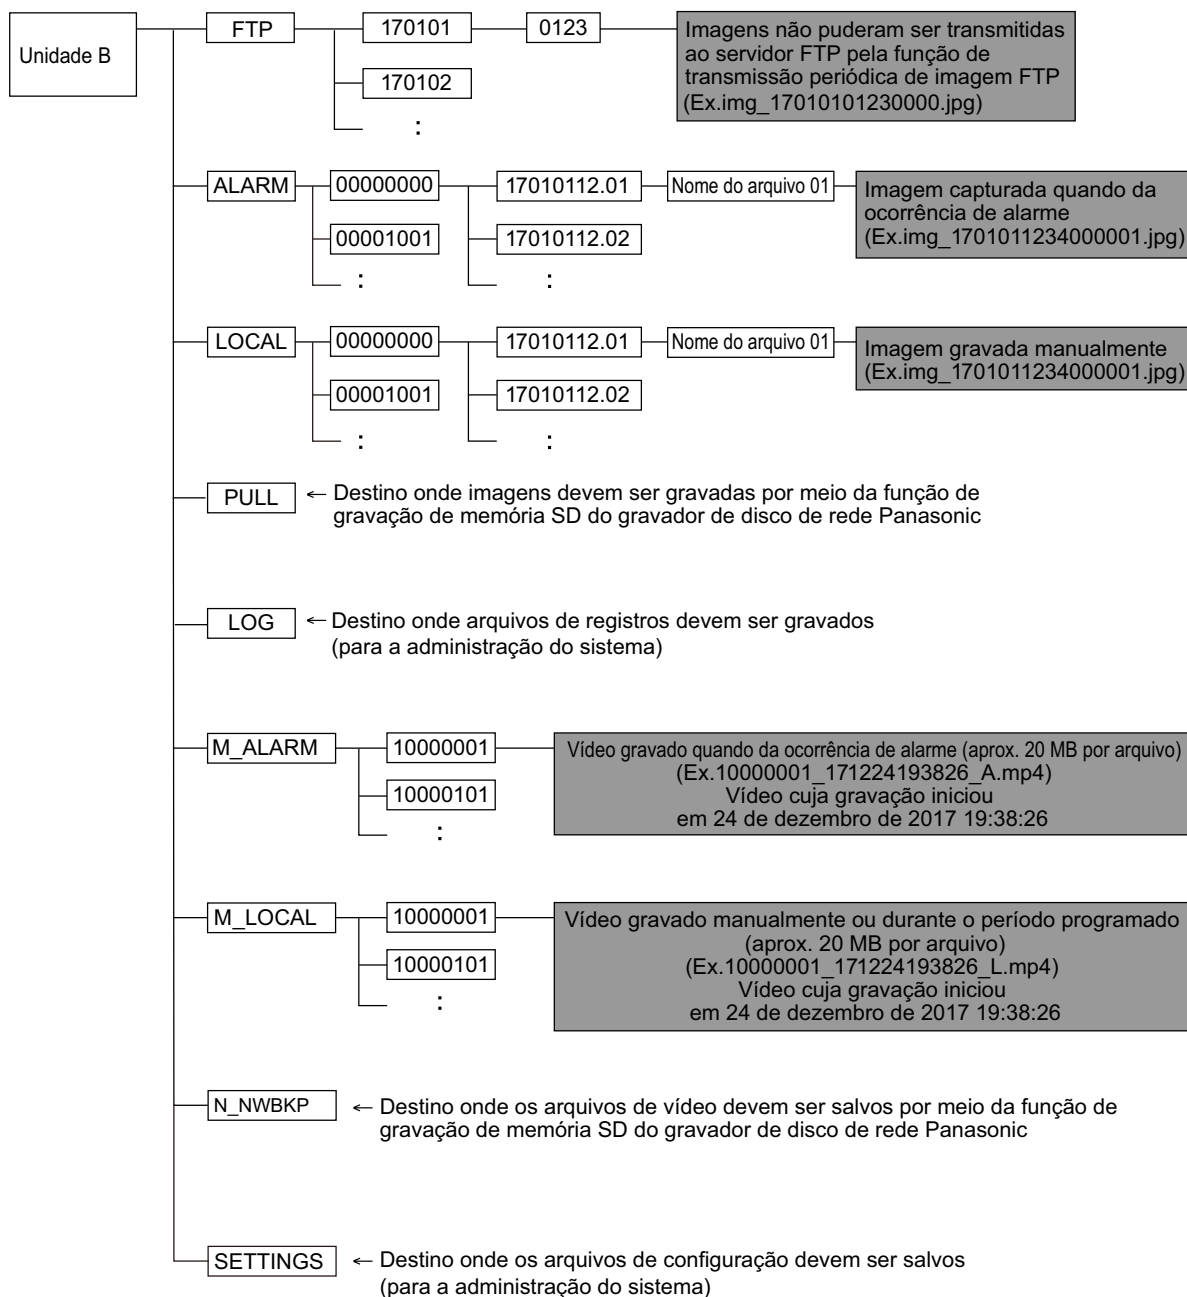 Unidade B
FTP
170101
0123
Imagens não puderam ser transmitidas
ao servidor FTP pela função de
transmissão periódica de imagem FTP
(Ex.img_17010101230000.jpg)
170102
:
ALARM
00000000
17010112.01
Nome do arquivo 01
Imagem capturada quando da
ocorrência de alarme
(Ex.img_1701011234000001.jpg)
00001001
17010112.02
:
:
LOCAL
00000000
17010112.01
Nome do arquivo 01
Imagem gravada manualmente
(Ex.img_1701011234000001.jpg)
00001001
17010112.02
:
:
PULL
← Destino onde imagens devem ser gravadas por meio da função de
gravação de memória SD do gravador de disco de rede Panasonic
LOG
← Destino onde arquivos de registros devem ser gravados
(para a administração do sistema)
M_ALARM
10000001
Vídeo gravado quando da ocorrência de alarme (aprox. 20 MB por arquivo)
(Ex.10000001_171224193826_A.mp4)
Vídeo cuja gravação iniciou
em 24 de dezembro de 2017 19:38:26
10000101
:
M_LOCAL
10000001
Vídeo gravado manualmente ou durante o período programado
(aprox. 20 MB por arquivo)
(Ex.10000001_171224193826_L.mp4)
Vídeo cuja gravação iniciou
em 24 de dezembro de 2017 19:38:26
10000101
:
N_NWBKP
← Destino onde os arquivos de vídeo devem ser salvos por meio da função de
gravação de memória SD do gravador de disco de rede Panasonic
SETTINGS
← Destino onde os arquivos de configuração devem ser salvos
(para a administração do sistema)